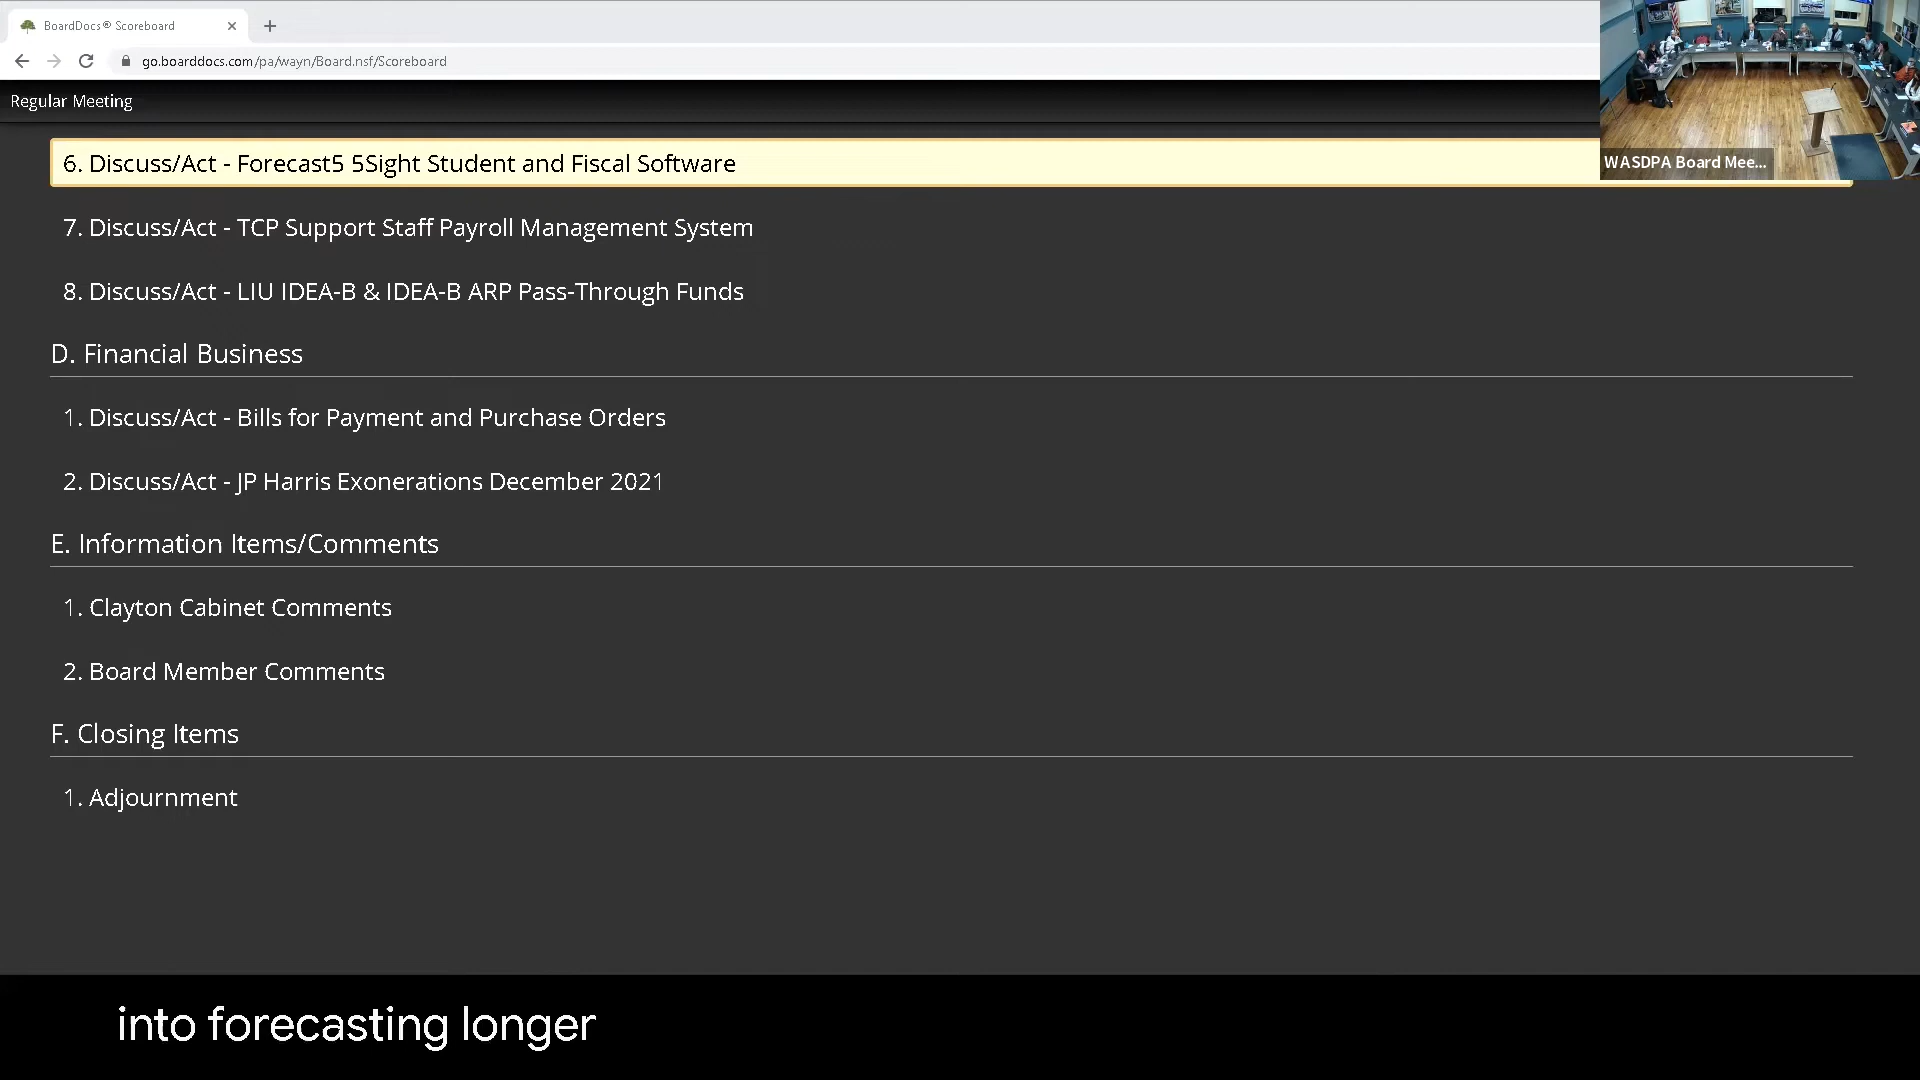 BoardDocs® Scoreboard
go.boarddocs.com/pa/wayn/Board.nsf/Scoreboard
Regular Meeting
WASDPA Board Mee...
6. Discuss/Act - Forecast5 5Sight Student and Fiscal Software
7. Discuss/Act - TCP Support Staff Payroll Management System
8. Discuss/Act - LIU IDEA-B & IDEA-B ARP Pass-Through Funds
D. Financial Business
1. Discuss/Act - Bills for Payment and Purchase Orders
2. Discuss/Act - JP Harris Exonerations December 2021
E. Information Items/Comments
1. Clayton Cabinet Comments
2. Board Member Comments
F. Closing Items
1. Adjournment
into forecasting longer